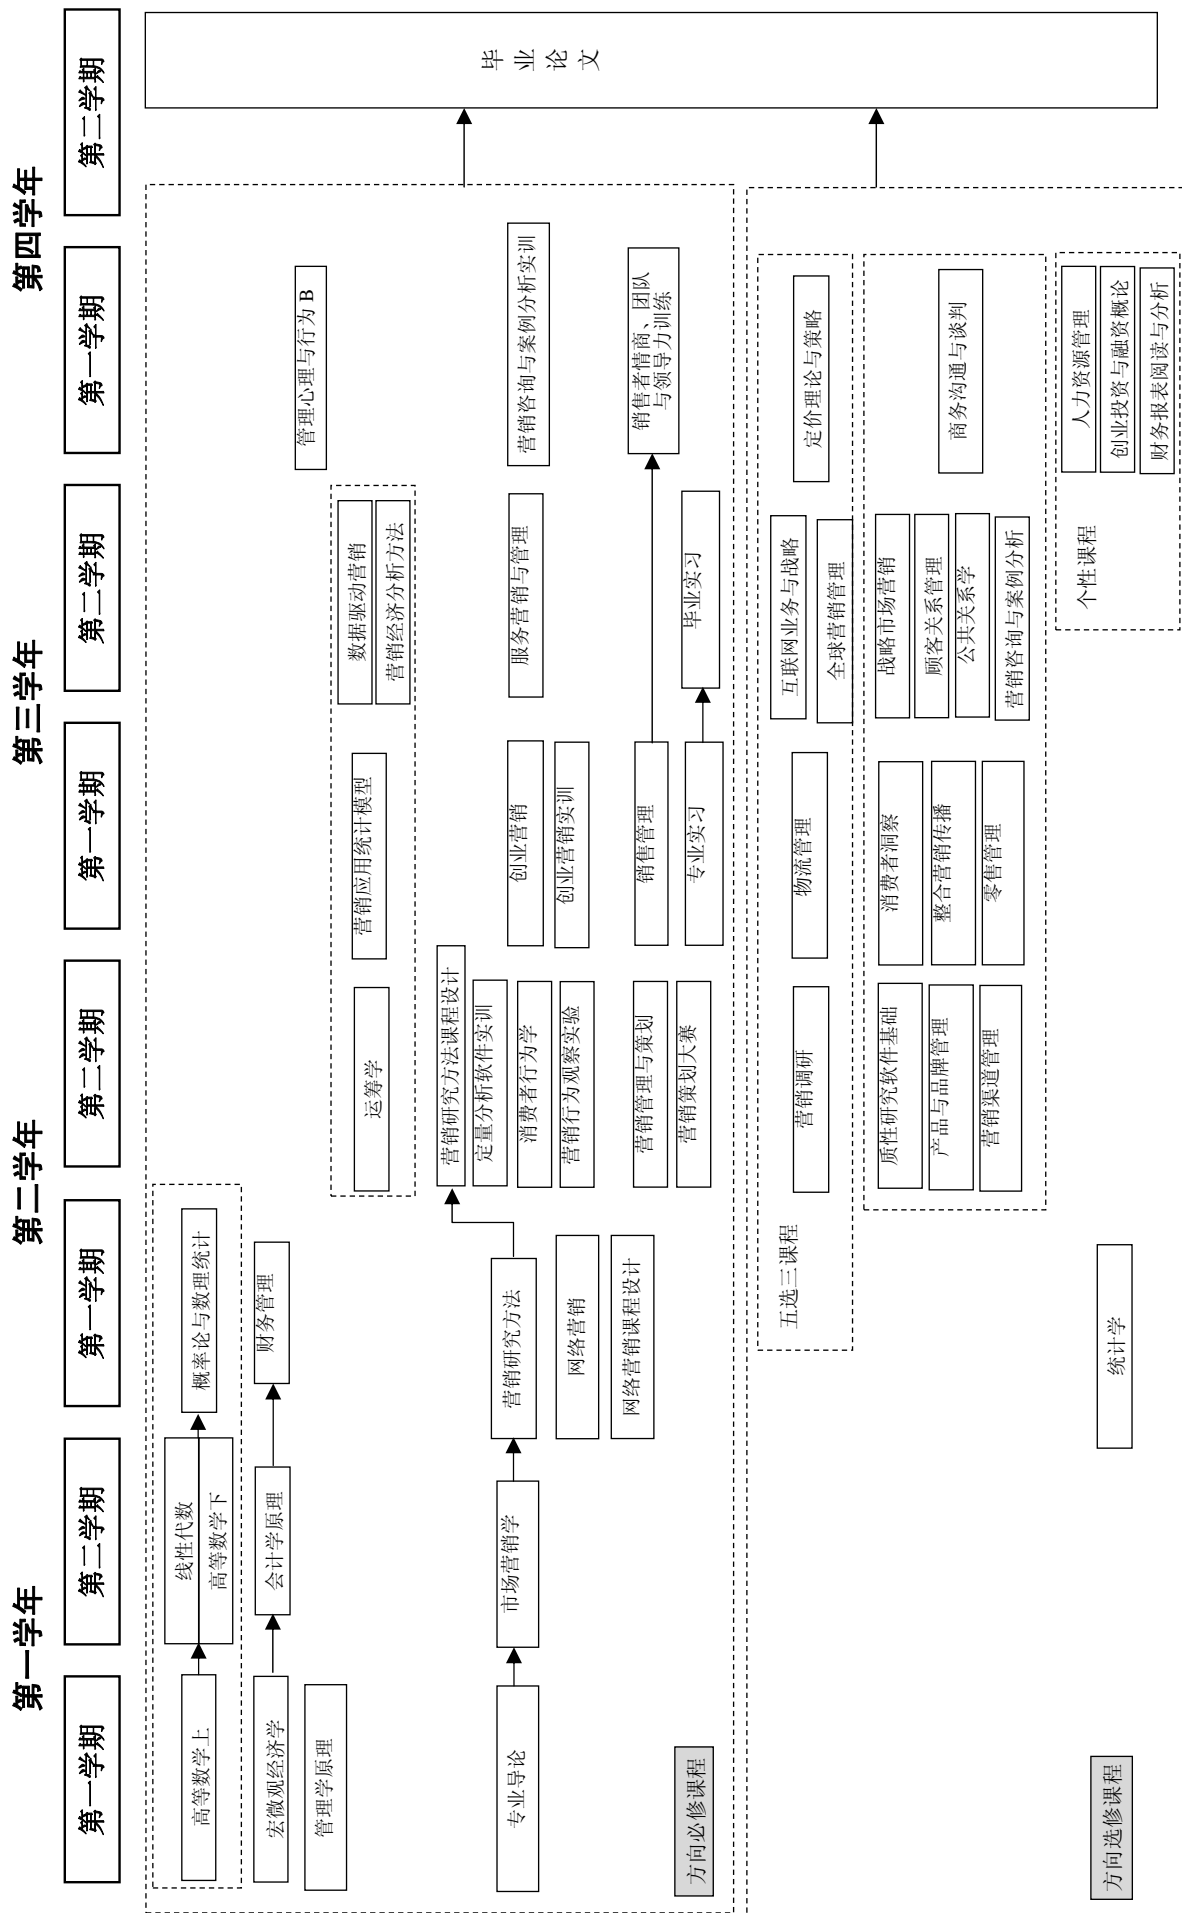 第一学年
第二学年
第三学年
第四学年
第一学期
第二学期
第一学期
第二学期
第一学期
第二学期
第一学期
第二学期
高等数学上
线性代数
高等数学下
概率论与数理统计
宏微观经济学
会计学原理
财务管理
管理学原理
管理心理与行为 B
运筹学
营销应用统计模型
数据驱动营销
营销经济分析方法
专业导论
市场营销学
营销研究方法
网络营销
网络营销课程设计
营销研究方法课程设计
定量分析软件实训
消费者行为学
营销行为观察实验
创业营销
创业营销实训
服务营销与管理
营销咨询与案例分析实训
营销管理与策划
营销策划大赛
销售管理
专业实习
毕业实习
销售者情商、团队
与领导力训练
方向必修课程
毕业论文
五选三课程
营销调研
物流管理
互联网业务与战略
全球营销管理
定价理论与策略
质性研究软件基础
产品与品牌管理
营销渠道管理
消费者洞察
整合营销传播
零售管理
战略市场营销
顾客关系管理
公共关系学
营销咨询与案例分析
商务沟通与谈判
个性课程
人力资源管理
创业投资与融资概论
财务报表阅读与分析
统计学
方向选修课程